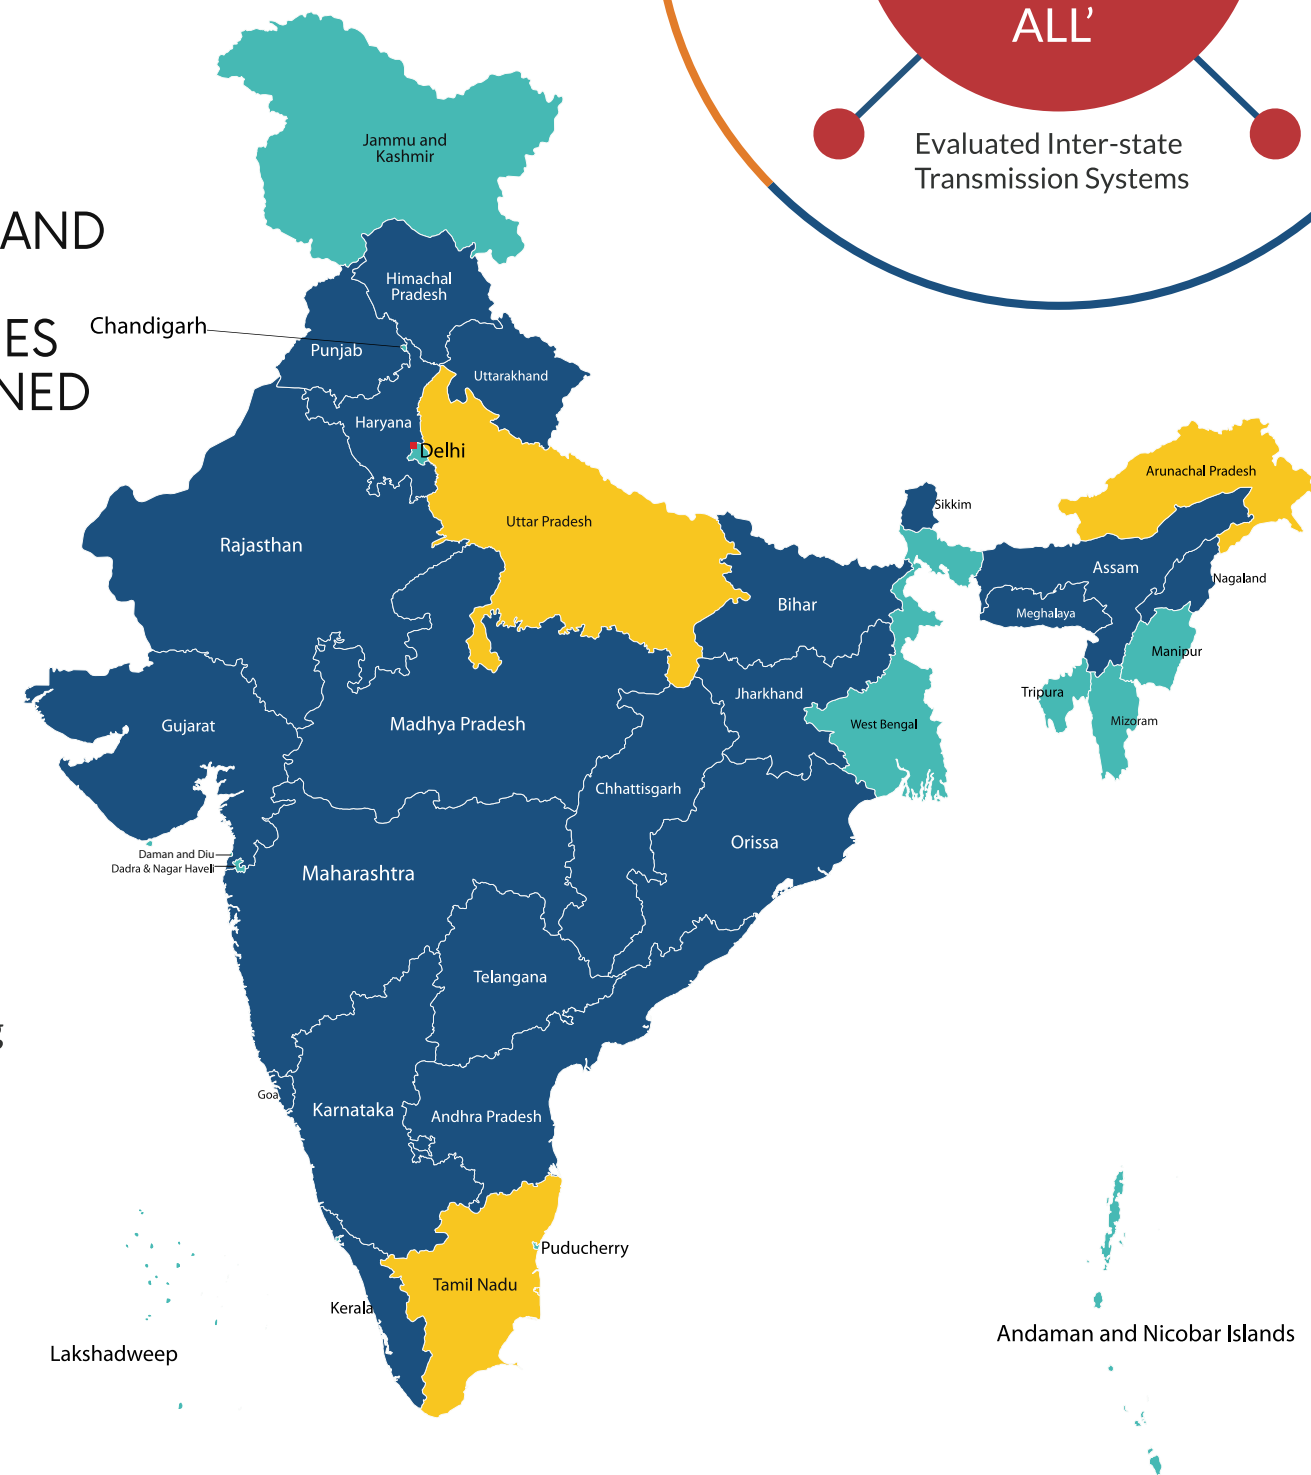 ALL’
Evaluated Inter-state
Transmission Systems
AND
ES
NED
Jammu and
Kashmir
Himachal
Pradesh
Chandigarh
Punjab
Uttarakhand
Haryana
Delhi
Uttar Pradesh
Rajasthan
Arunachal Pradesh
Sikkim
Assam
Nagaland
Meghalaya
Bihar
Manipur
Tripura
Mizoram
Jharkhand
West Bengal
Gujarat
Madhya Pradesh
Chhattisgarh
Orissa
Daman and Diu
Dadra & Nagar Haveli
Maharashtra
Telangana
g
Goa
Karnataka
Andhra Pradesh
Puducherry
Tamil Nadu
Kerala
Lakshadweep
Andaman and Nicobar Islands